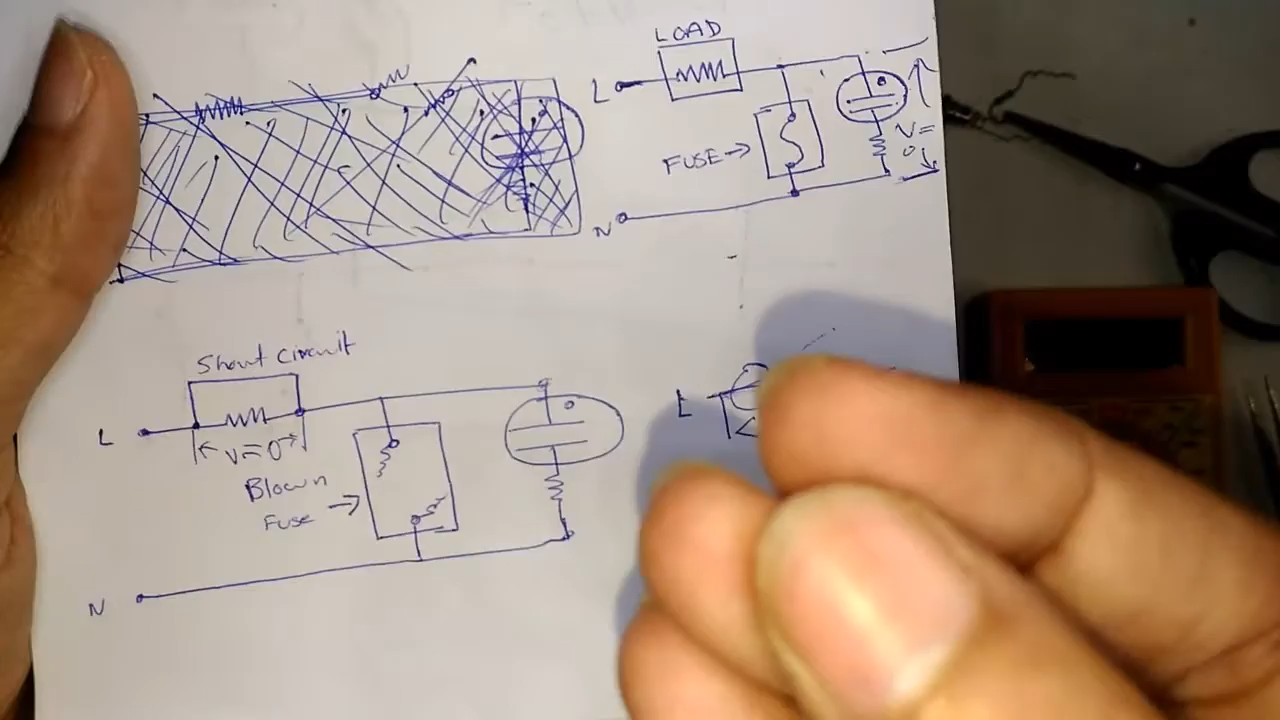 LOAD
L
FUSE →
V=
0
N
Short Circuit
L
V=0
Blown
Fuse →
N
L